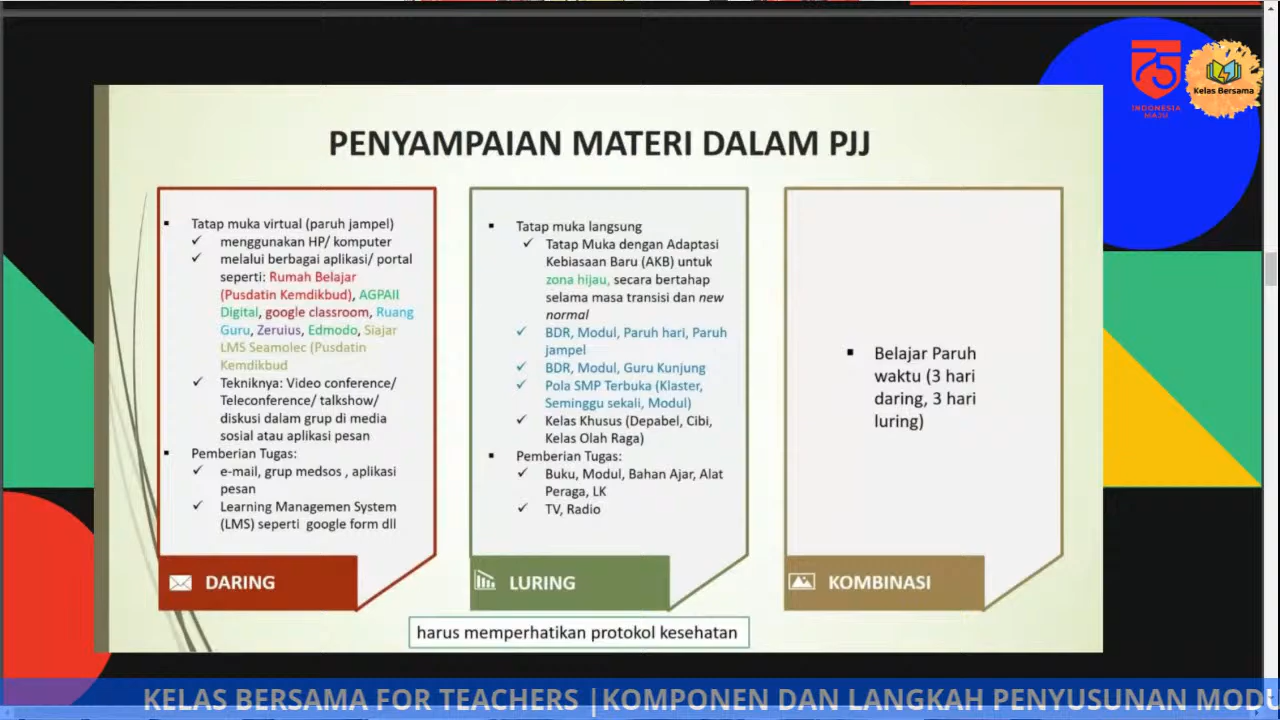 INDONESIA
MAJU
Kelas Bersama
PENYAMPAIAN MATERI DALAM PJJ
Tatap muka virtual (paruh jampel)
menggunakan HP/ komputer
melalui berbagai aplikasi/ portal
seperti: Rumah Belajar
(Pusdatin Kemdikbud), AGPAII
Digital, google classroom, Ruang
Guru, Zeruius, Edmodo, Siajar
LMS Seamolec (Pusdatin
Kemdikbud
Tekniknya: Video conference/
Teleconference/ talkshow/
diskusi dalam grup di media
sosial atau aplikasi pesan
Pemberian Tugas:
e-mail, grup medsos , aplikasi
pesan
Learning Managemen System
(LMS) seperti google form dll
DARING
Tatap muka langsung
Tatap Muka dengan Adaptasi
Kebiasaan Baru (AKB) untuk
zona hijau, secara bertahap
selama masa transisi dan new
normal
BDR, Modul, Paruh hari, Paruh
jampel
BDR, Modul, Guru Kunjung
Pola SMP Terbuka (Klaster,
Seminggu sekali, Modul)
Kelas Khusus (Depabel, Cibi,
Kelas Olah Raga)
Pemberian Tugas:
Buku, Modul, Bahan Ajar, Alat
Peraga, LK
TV, Radio
LURING
Belajar Paruh
waktu (3 hari
daring, 3 hari
luring)
KOMBINASI
harus memperhatikan protokol kesehatan
KELAS BERSAMA FOR TEACHERS |KOMPONEN DAN LANGKAH PENYUSUNAN MODU